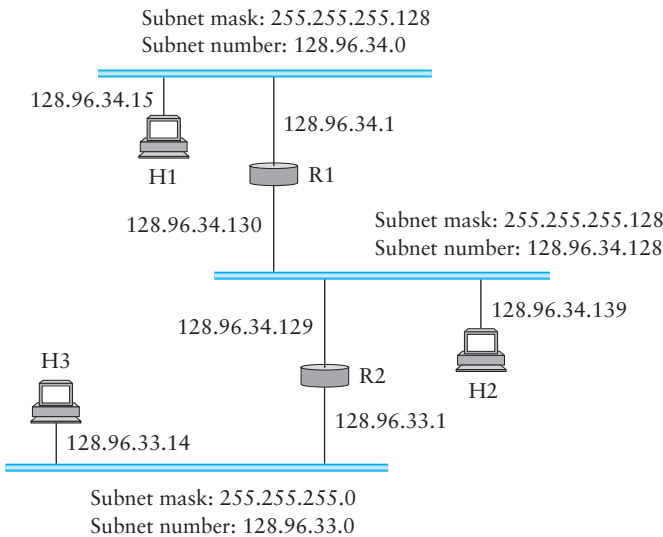 Subnet mask: 255.255.255.128
Subnet number: 128.96.34.0
128.96.34.15
128.96.34.1
H1
R1
128.96.34.130
Subnet mask: 255.255.255.128
Subnet number: 128.96.34.128
128.96.34.129
128.96.34.139
H3
R2
H2
128.96.33.1
128.96.33.14
Subnet mask: 255.255.255.0
Subnet number: 128.96.33.0